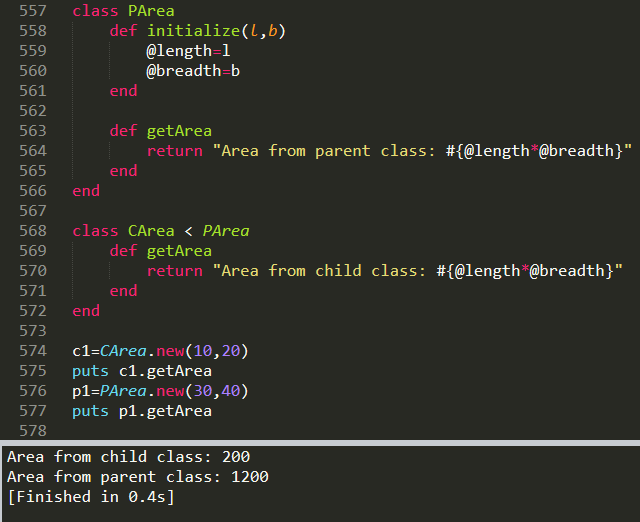 557 class PArea
558     def initialize(l,b)
559         @length=l
560         @breadth=b
561     end
562
563     def getArea
564         return "Area from parent class: #{@length*@breadth}"
565     end
566 end
567
568 class CArea < PArea
569     def getArea
570         return "Area from child class: #{@length*@breadth}"
571     end
572 end
573
574 c1=CArea.new(10,20)
575 puts c1.getArea
576 p1=PArea.new(30,40)
577 puts p1.getArea
578
Area from child class: 200
Area from parent class: 1200
[Finished in 0.4s]